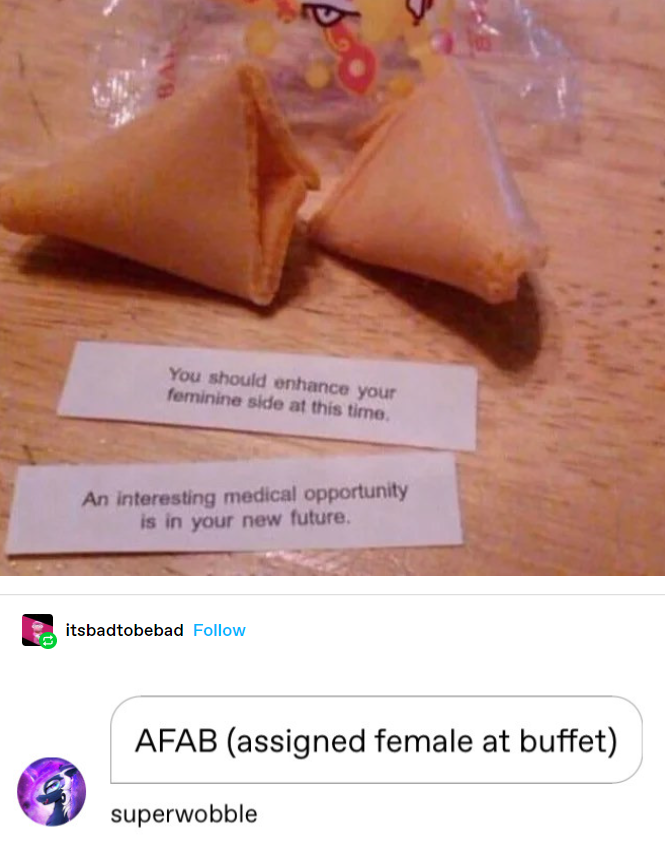 You should enhance your
feminine side at this time.
An interesting medical opportunity
is in your new future.
itsbadtobebad Follow
AFAB (assigned female at buffet)
superwobble